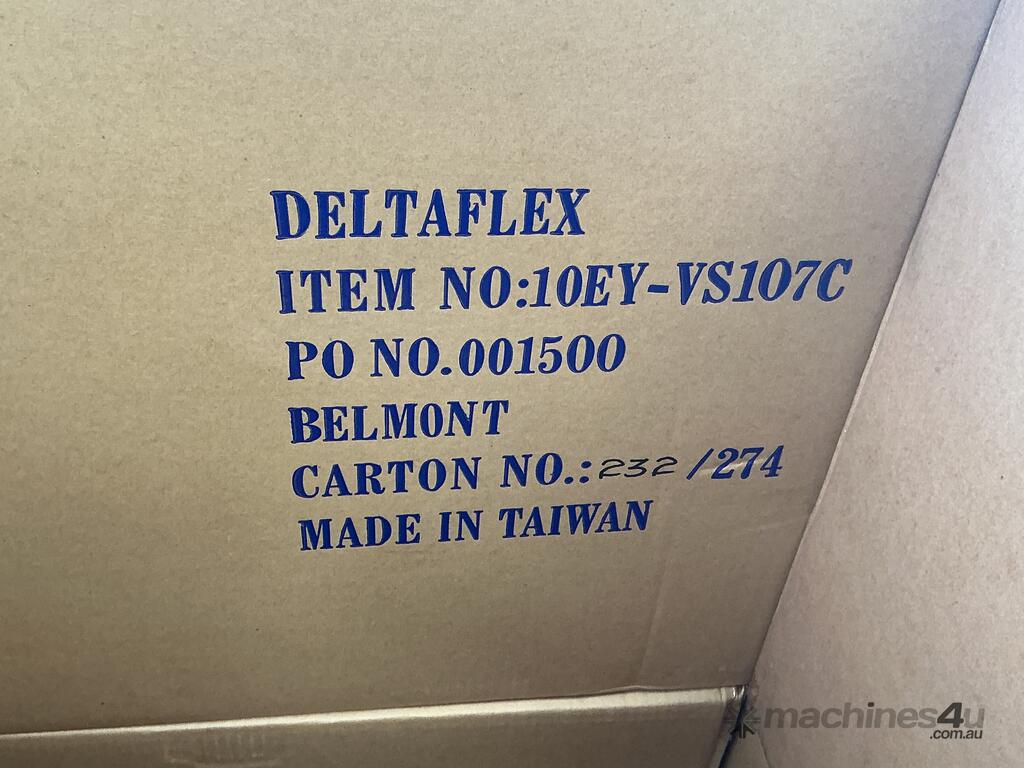 DELTAFLEX
ITEM NO:10EY-VS107C
PO NO.001500
BELMONT
CARTON NO.:232/274
MADE IN TAIWAN
machines4u
.com.au